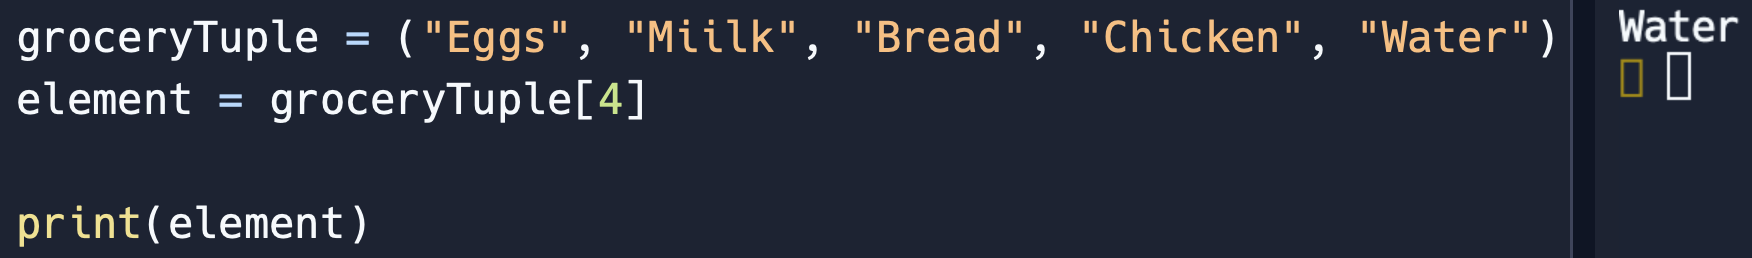 groceryTuple = ("Eggs", "Miilk", "Bread", "Chicken", "Water")
element = groceryTuple[4]
print(element)
Water